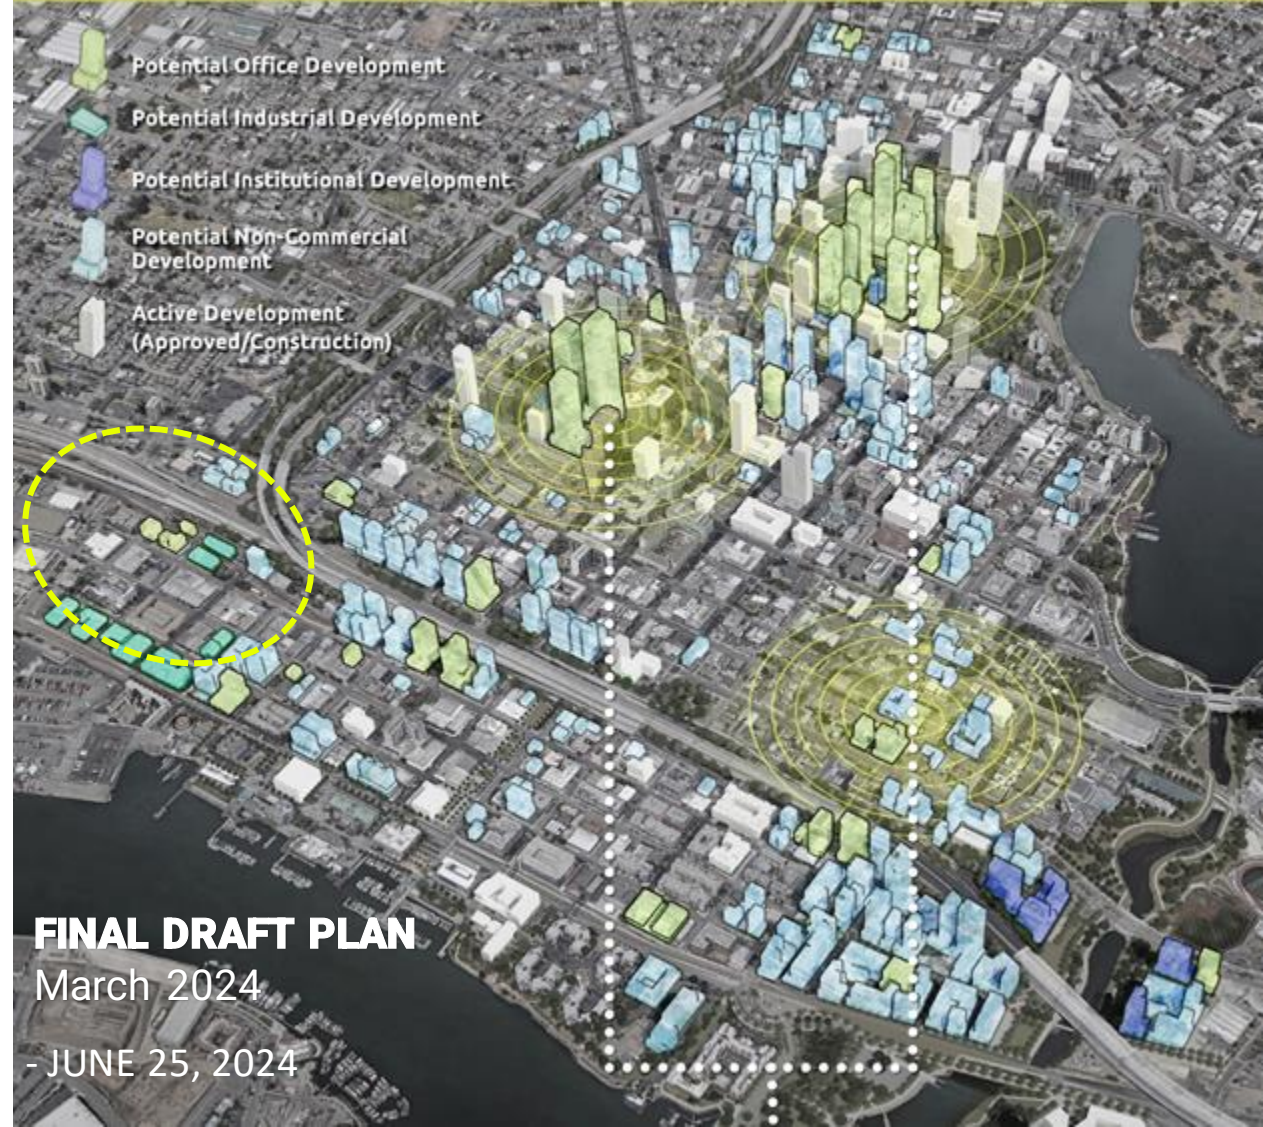 Potential Office Development
Potential Industrial Development
Potential Institutional Development
Potential Non-Commercial
Development
Active Development
(Approved/Construction)
FINAL DRAFT PLAN
March 2024
- JUNE 25, 2024